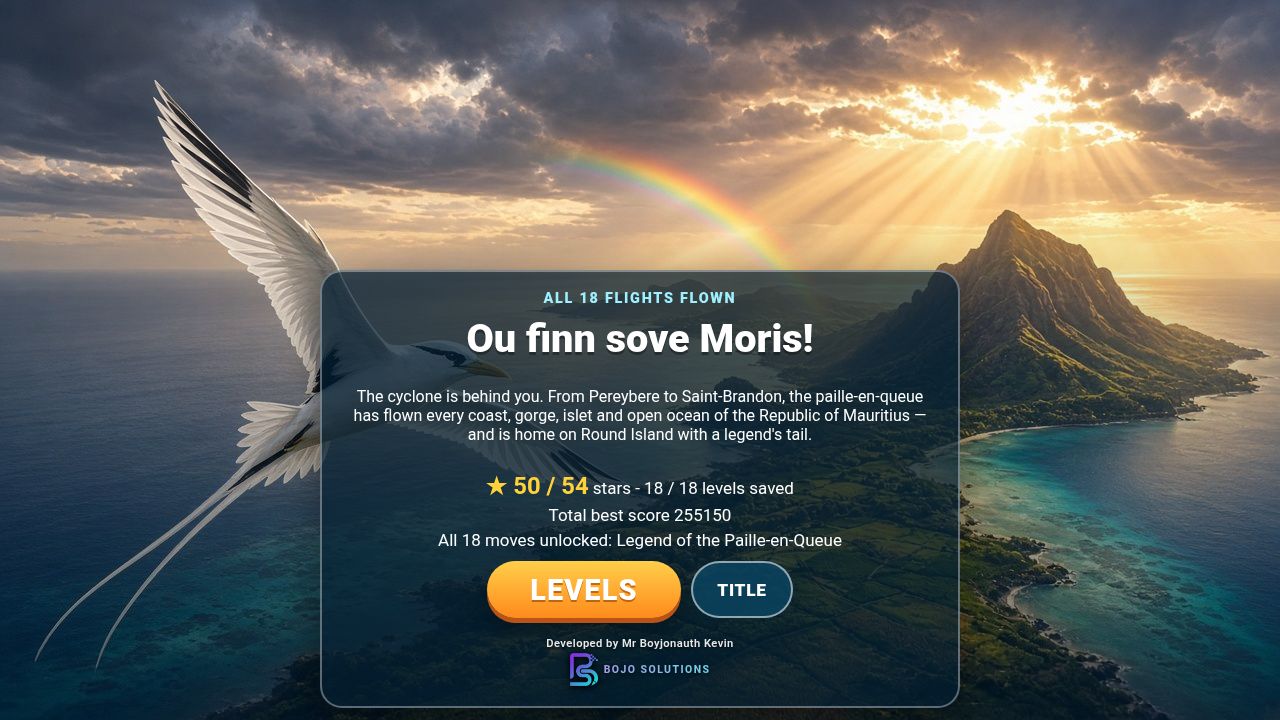 ALL 18 FLIGHTS FLOWN
Ou finn sove Moris!
The cyclone is behind you. From Pereybere to Saint-Brandon, the paille-en-queue
has flown every coast, gorge, islet and open ocean of the Republic of Mauritius —
and is home on Round Island with a legend's tail.
★ 50 / 54 stars - 18 / 18 levels saved
Total best score 255150
All 18 moves unlocked: Legend of the Paille-en-Queue
LEVELS TITLE
Developed by Mr Boyjonauth Kevin
BOJO SOLUTIONS